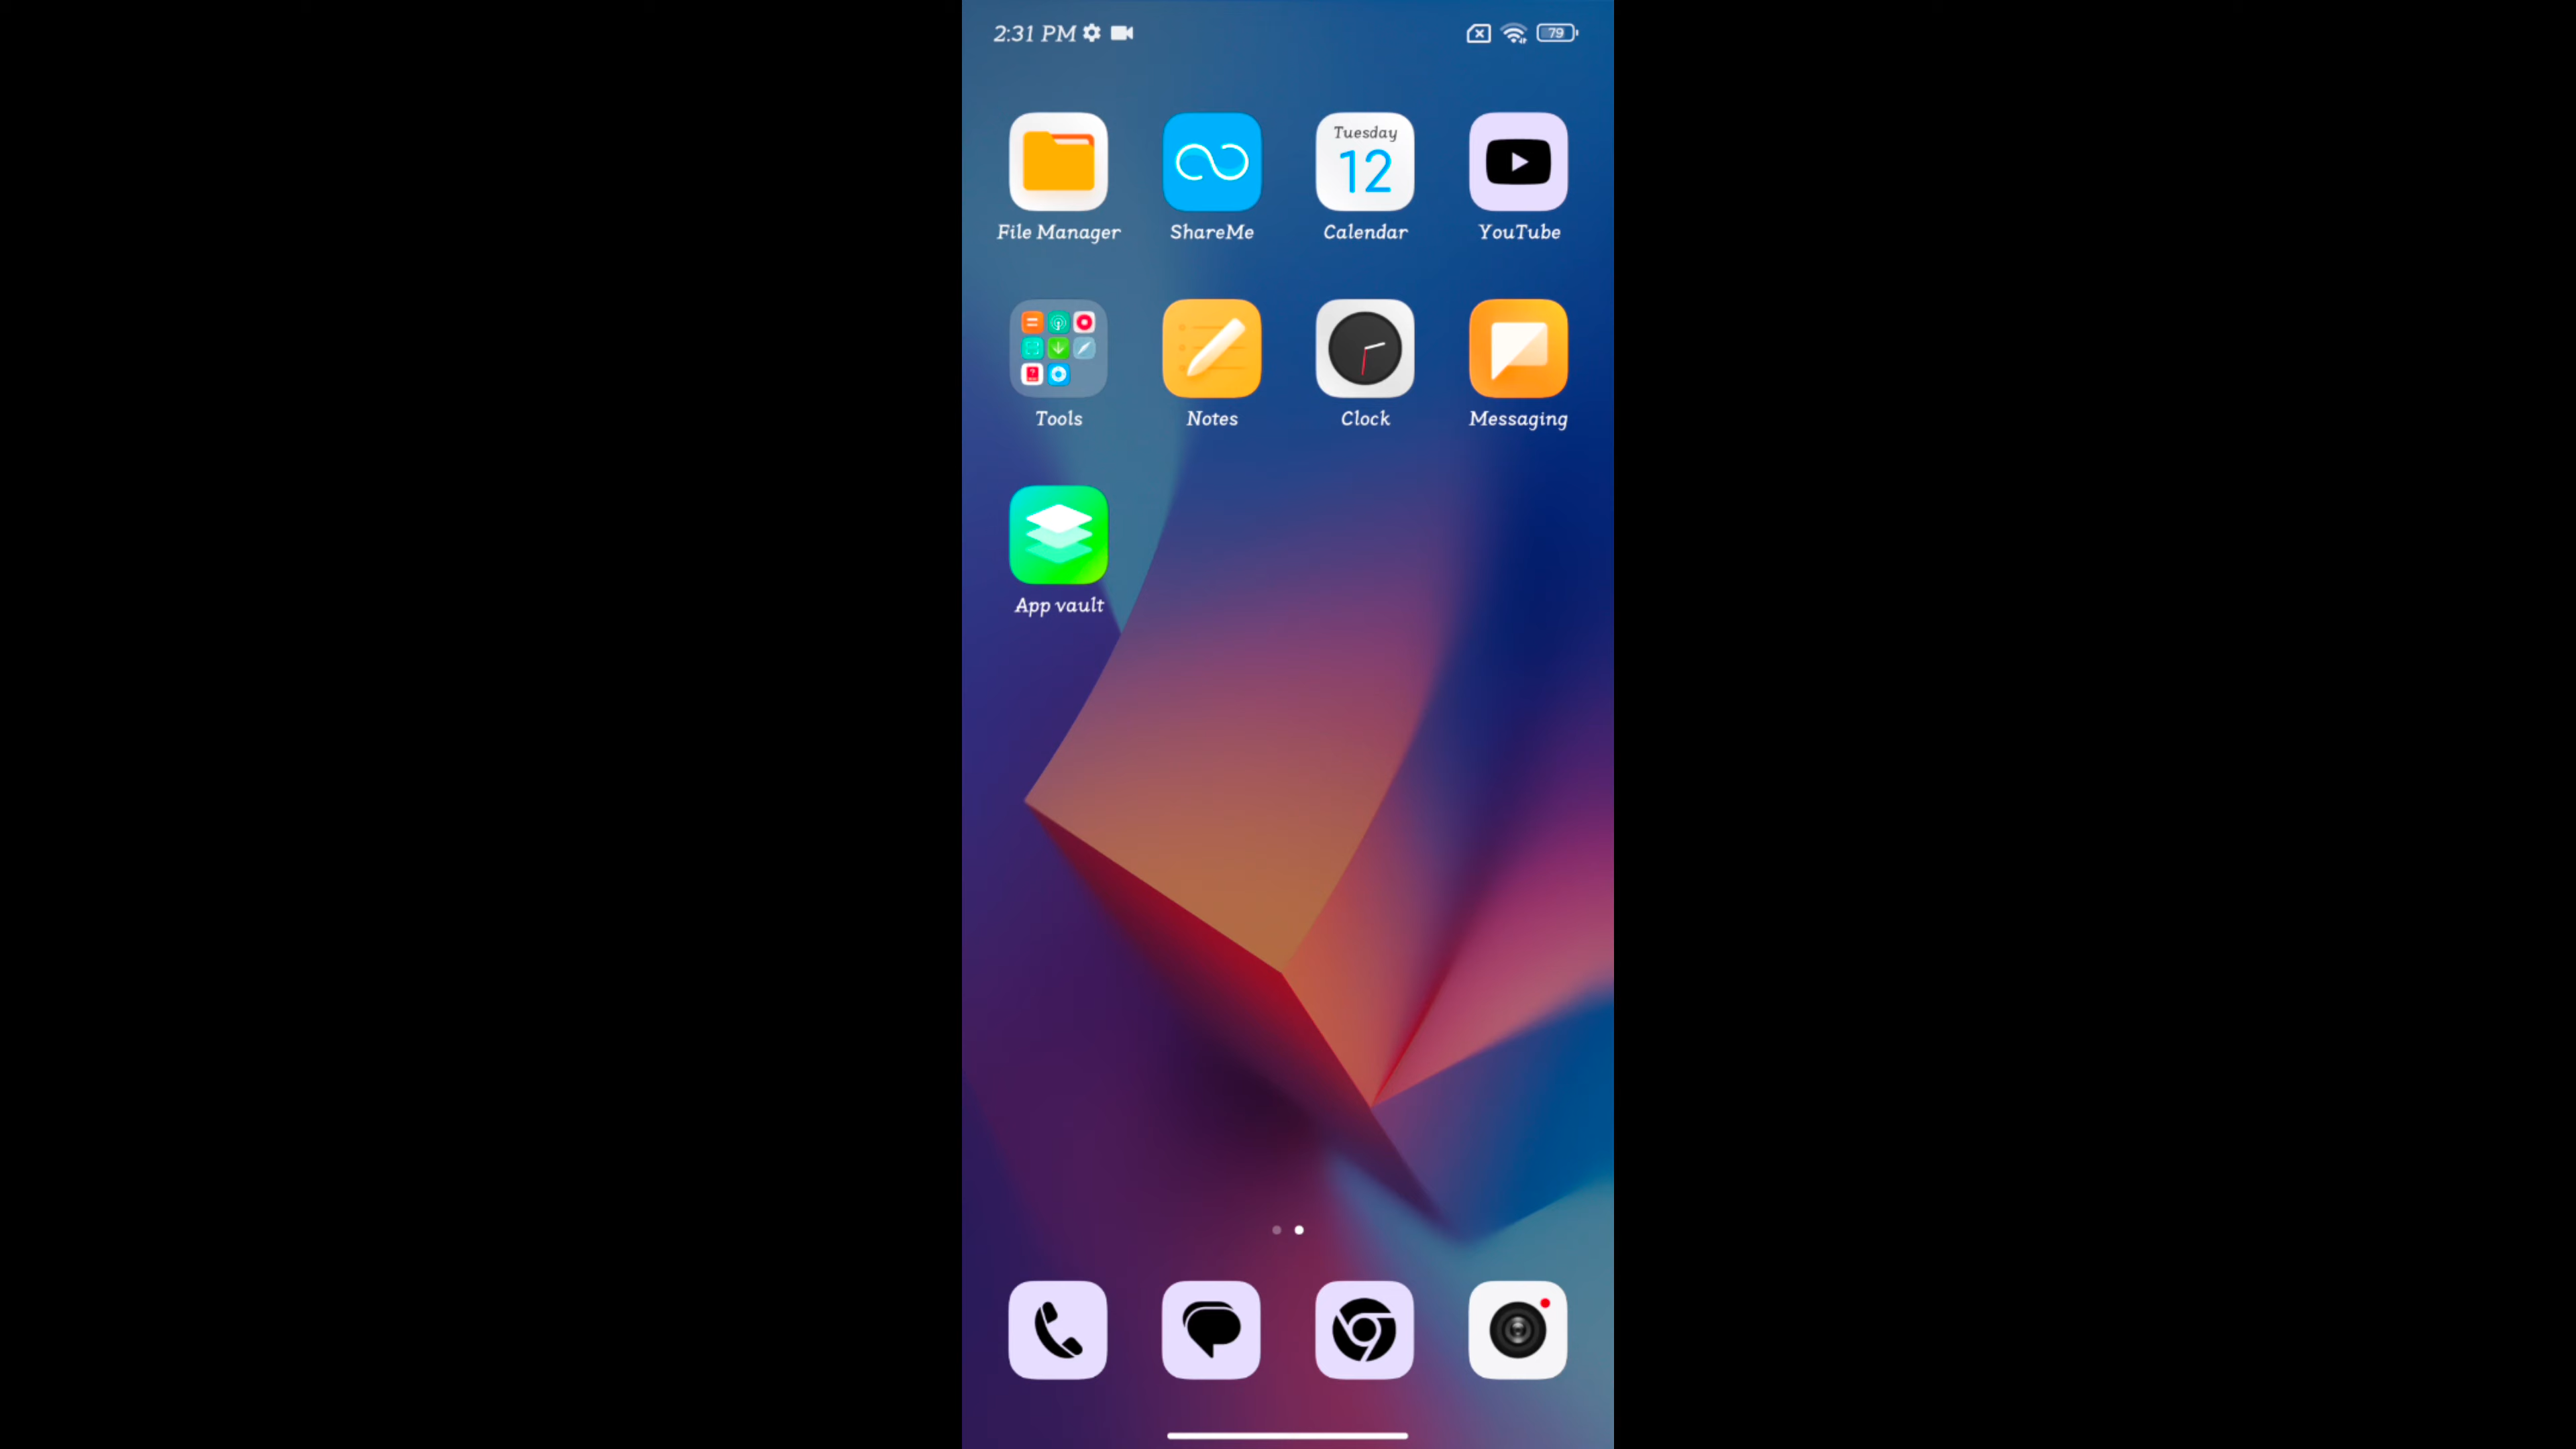 2:31 PM 79
Tuesday
12
File Manager ShareMe Calendar YouTube
Tools Notes Clock Messaging
App vault